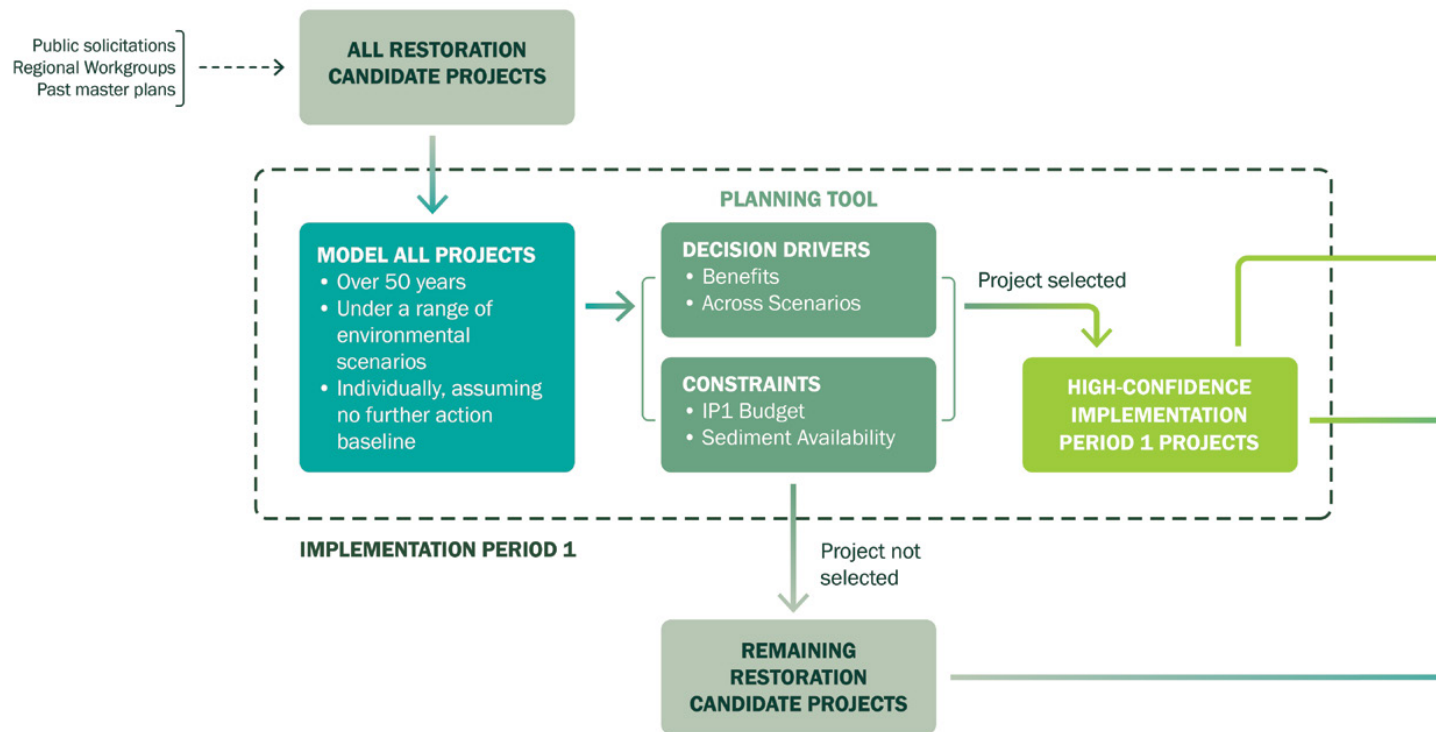 Public solicitations
Regional Workgroups
Past master plans
ALL RESTORATION
CANDIDATE PROJECTS
PLANNING TOOL
MODEL ALL PROJECTS
• Over 50 years
• Under a range of
environmental
scenarios
• Individually, assuming
no further action
baseline
DECISION DRIVERS
• Benefits
• Across Scenarios
CONSTRAINTS
• IP1 Budget
• Sediment Availability
Project selected
HIGH-CONFIDENCE
IMPLEMENTATION
PERIOD 1 PROJECTS
IMPLEMENTATION PERIOD 1
Project not
selected
REMAINING
RESTORATION
CANDIDATE PROJECTS